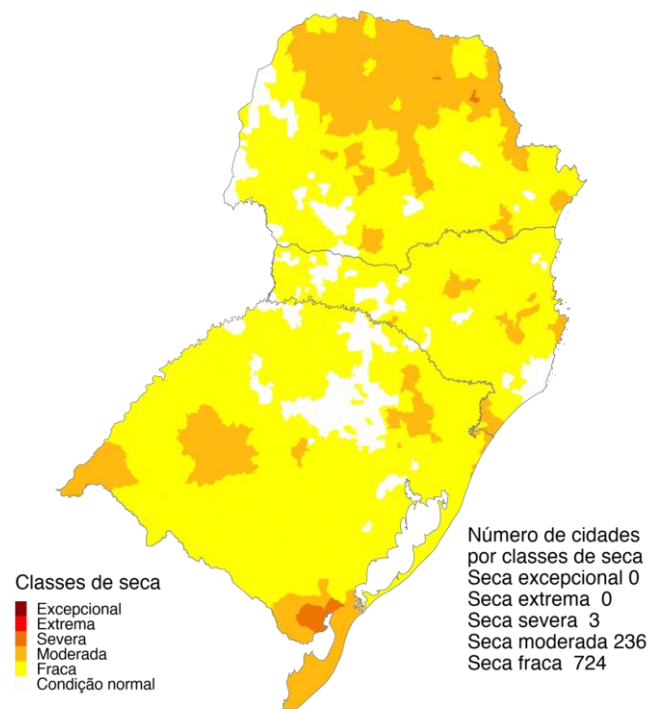 Classes de seca
Excepcional
Extrema
Severa
Moderada
Fraca
Condição normal
Número de cidades
por classes de seca
Seca excepcional 0
Seca extrema 0
Seca severa 3
Seca moderada 236
Seca fraca 724